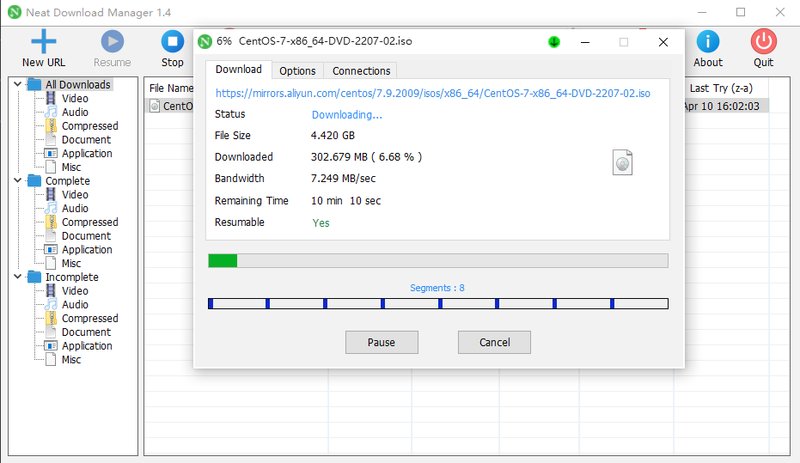 Neat Download Manager 1.4
New URL
Resume
Stop
About
Quit
All Downloads
Video
Audio
Compressed
Document
Application
Misc
Complete
Video
Audio
Compressed
Document
Application
Misc
Incomplete
Video
Audio
Compressed
Document
Application
Misc
File Name
Last Try (z-a)
CentO
Apr 10 16:02:03
6% CentOS-7-x86_64-DVD-2207-02.iso
Download
Options
Connections
https://mirrors.aliyun.com/centos/7.9.2009/isos/x86_64/CentOS-7-x86_64-DVD-2207-02.iso
Status Downloading...
File Size 4.420 GB
Downloaded 302.679 MB ( 6.68 % )
Bandwidth 7.249 MB/sec
Remaining Time 10 min 10 sec
Resumable Yes
Segments : 8
Pause
Cancel